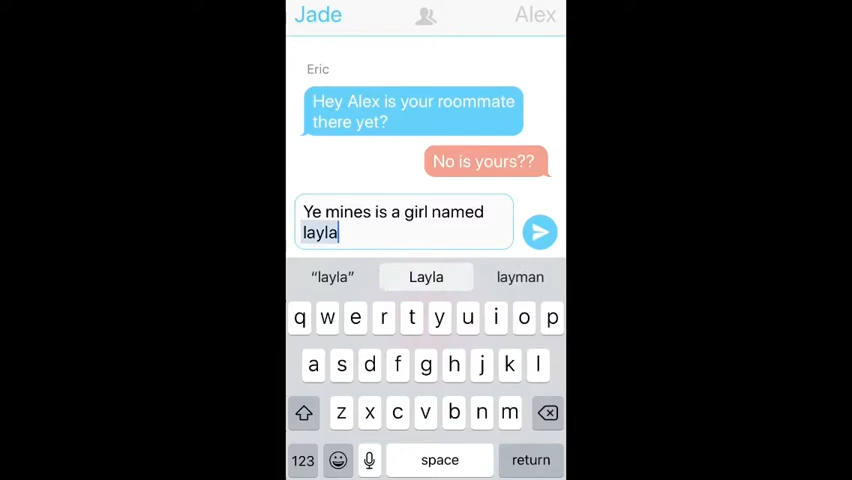 Jade Alex
Eric
Hey Alex is your roommate
there yet?
No is yours??
Ye mines is a girl named
layla
“layla” Layla layman
q w e r t y u i o p
a s d f g h j k l
z x c v b n m
123 space return